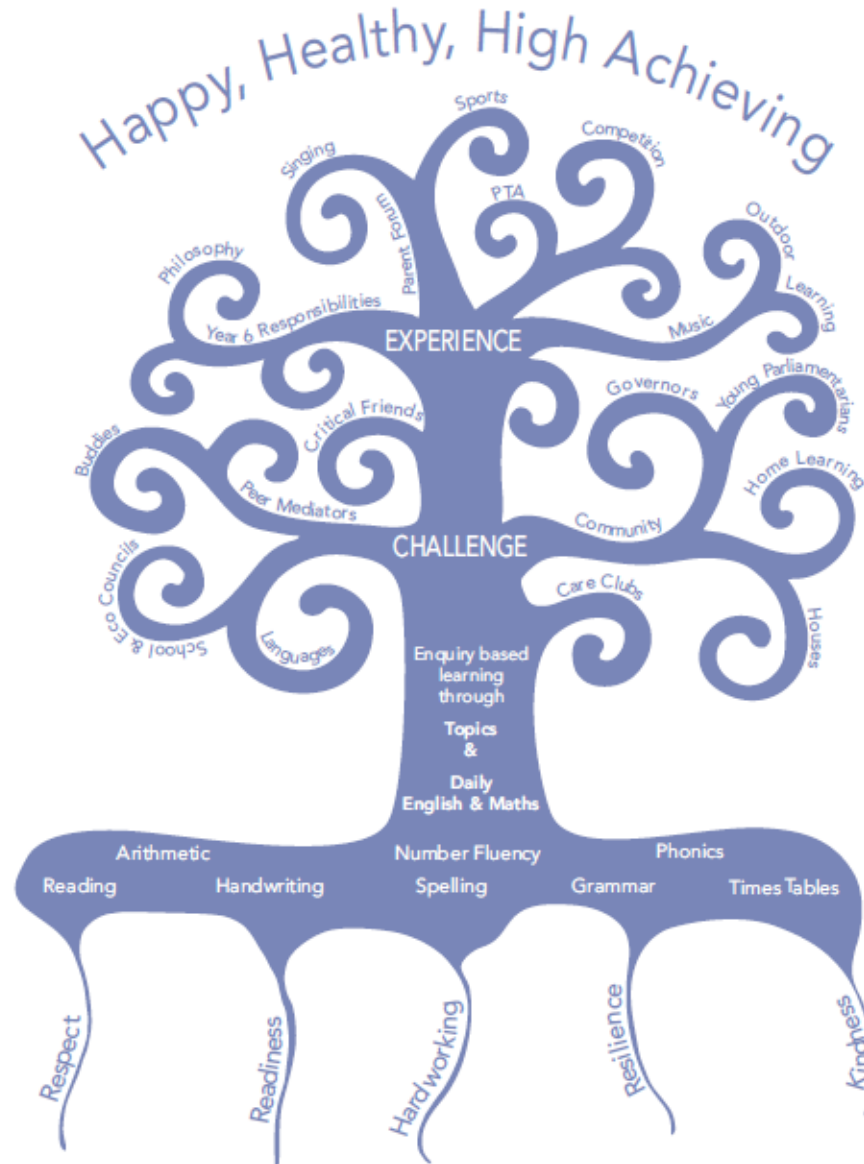 Happy, Healthy, High Achieving
Sports
Singing
Competition
PTA
Parent Forum
Outdoor
Learning
Philosophy
Year 6 Responsibilities
Music
EXPERIENCE
Young Parliamentarians
Governors
Critical Friends
Buddies
Home Learning
Peer Mediators
Community
CHALLENGE
School & Eco Councils
Care Clubs
Languages
Houses
Enquiry based
learning
through
Topics
&
Daily
English & Maths
Arithmetic
Number Fluency
Phonics
Reading
Handwriting
Spelling
Grammar
Times Tables
Respect
Readiness
Hardworking
Resilience
Kindness